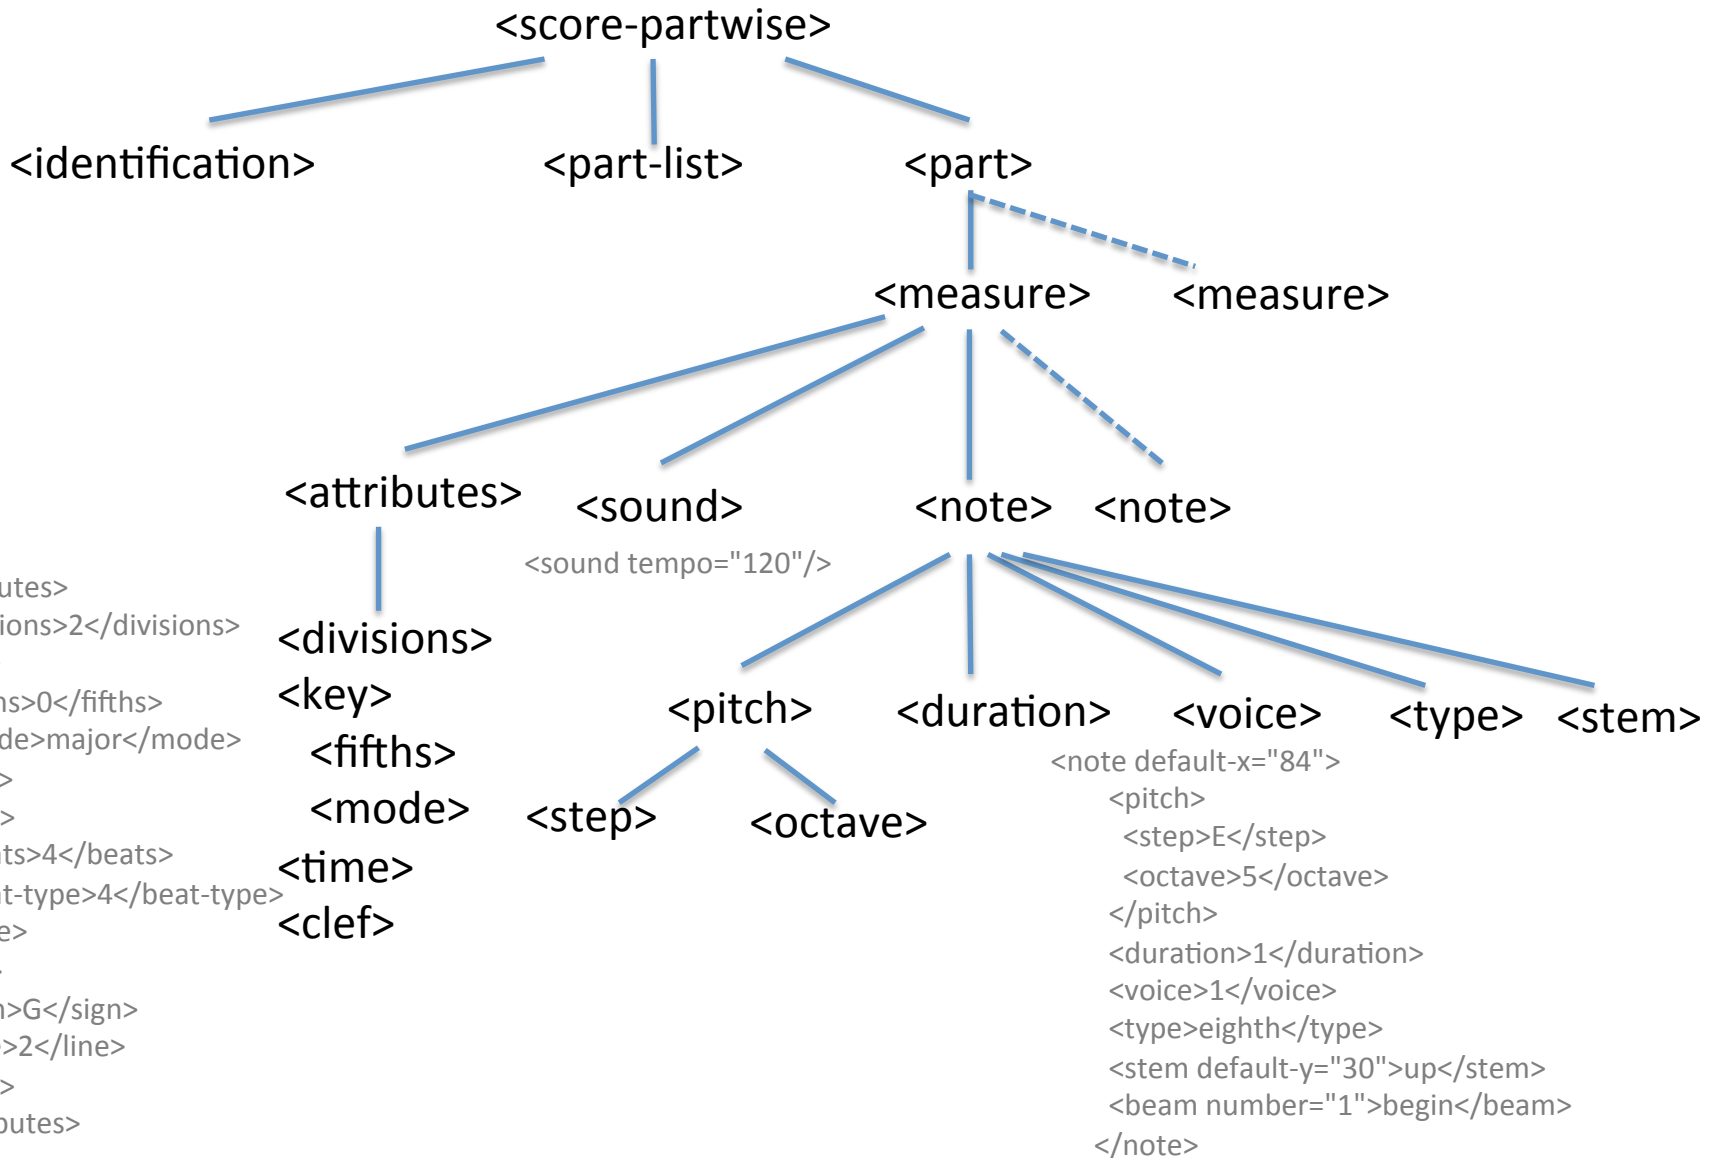 <score-partwise>
<identification> <part-list> <part>
<measure> <measure>
<attributes> <sound> <note> <note>
<sound tempo="120"/>
<divisions>
<key>
<fifths>
<mode>
<time>
<clef>
<pitch> <duration> <voice> <type> <stem>
<step> <octave>
utes>
ions>2</divisions>
ns>0</fifths>
de>major</mode>
>
>
ts>4</beats>
at-type>4</beat-type>
e>
>
n>G</sign>
e>2</line>
>
butes>
<note default-x="84">
<pitch>
<step>E</step>
<octave>5</octave>
</pitch>
<duration>1</duration>
<voice>1</voice>
<type>eighth</type>
<stem default-y="30">up</stem>
<beam number="1">begin</beam>
</note>